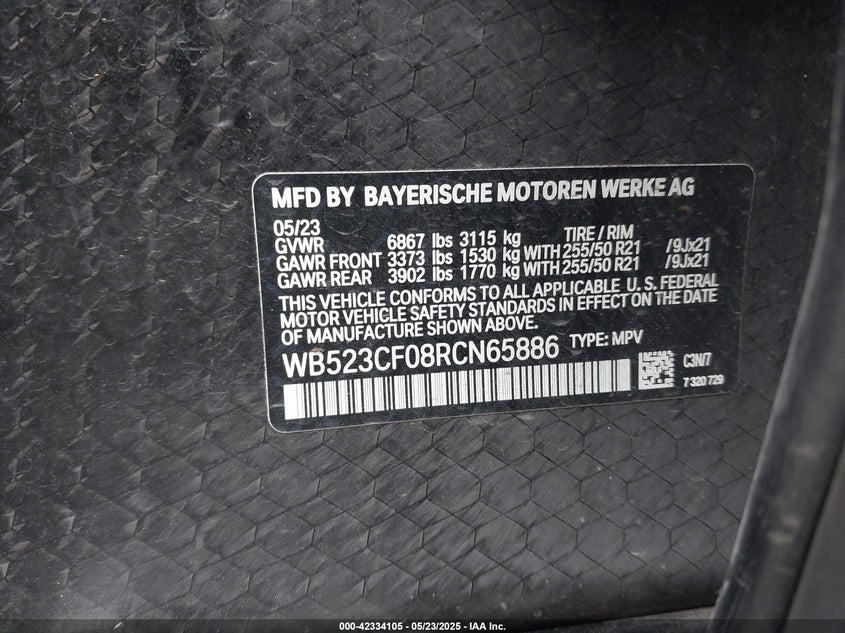 MFD BY BAYERISCHE MOTOREN WERKE AG
05/23 TIRE / RIM
GVWR 6867 lbs 3115 kg
GAWR FRONT 3373 lbs 1530 kg WITH 255/50 R21 /9Jx21
GAWR REAR 3902 lbs 1770 kg WITH 255/50 R21 /9Jx21
THIS VEHICLE CONFORMS TO ALL APPLICABLE U. S. FEDERAL
MOTOR VEHICLE SAFETY STANDARDS IN EFFECT ON THE DATE
OF MANUFACTURE SHOWN ABOVE.
WB523CF08RCN65886 TYPE: MPV
C3N/7
7 320 729
000-42334105 - 05/23/2025 - IAA Inc.